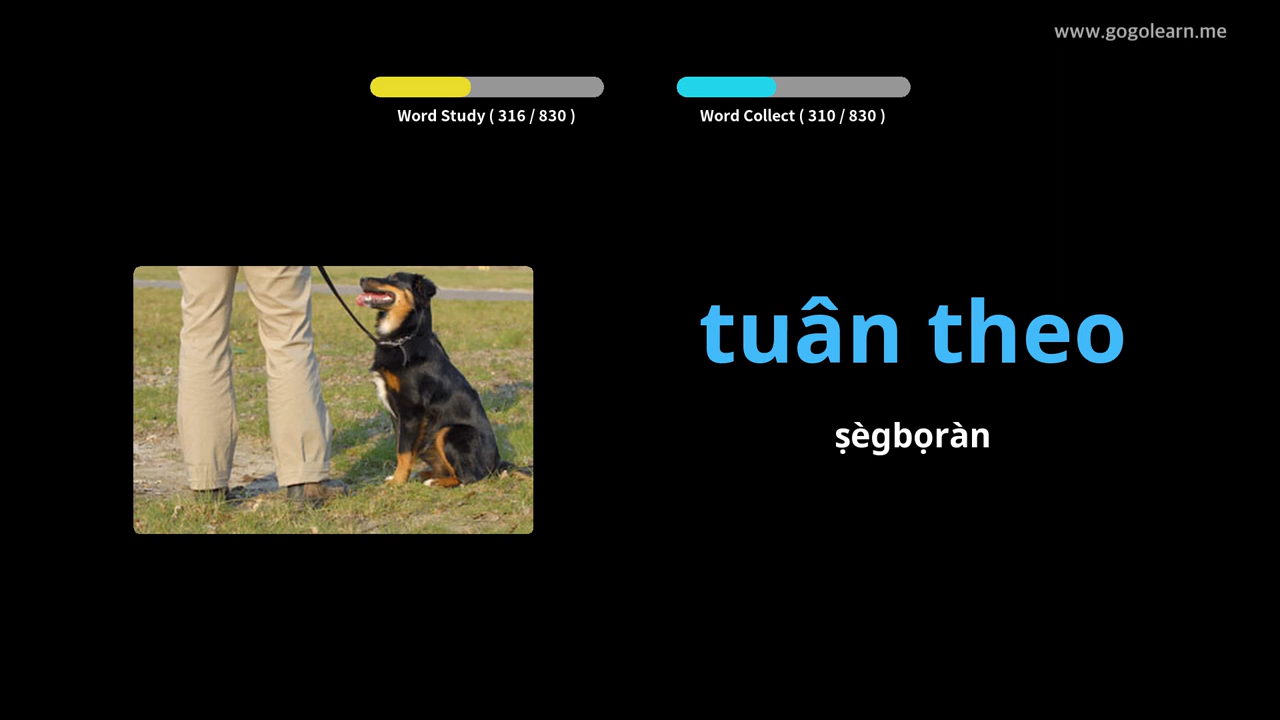 www.gogolearn.me
Word Study ( 316 / 830 )
Word Collect ( 310 / 830 )
tuân theo
ṣègbọràn